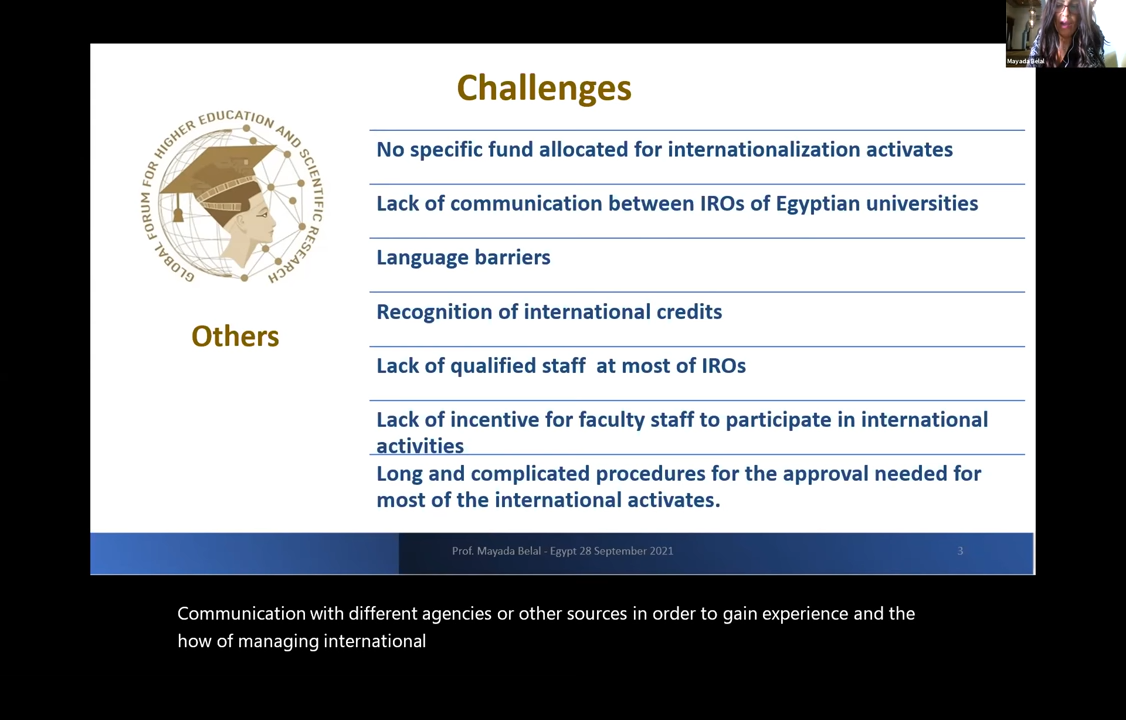 Mayada Belal
Challenges
GLOBAL FORUM FOR HIGHER EDUCATION AND SCIENTIFIC RESEARCH
Others
No specific fund allocated for internationalization activates
Lack of communication between IROs of Egyptian universities
Language barriers
Recognition of international credits
Lack of qualified staff  at most of IROs
Lack of incentive for faculty staff to participate in international
activities
Long and complicated procedures for the approval needed for
most of the international activates.
Prof. Mayada Belal - Egypt 28 September 2021
3
Communication with different agencies or other sources in order to gain experience and the
how of managing international